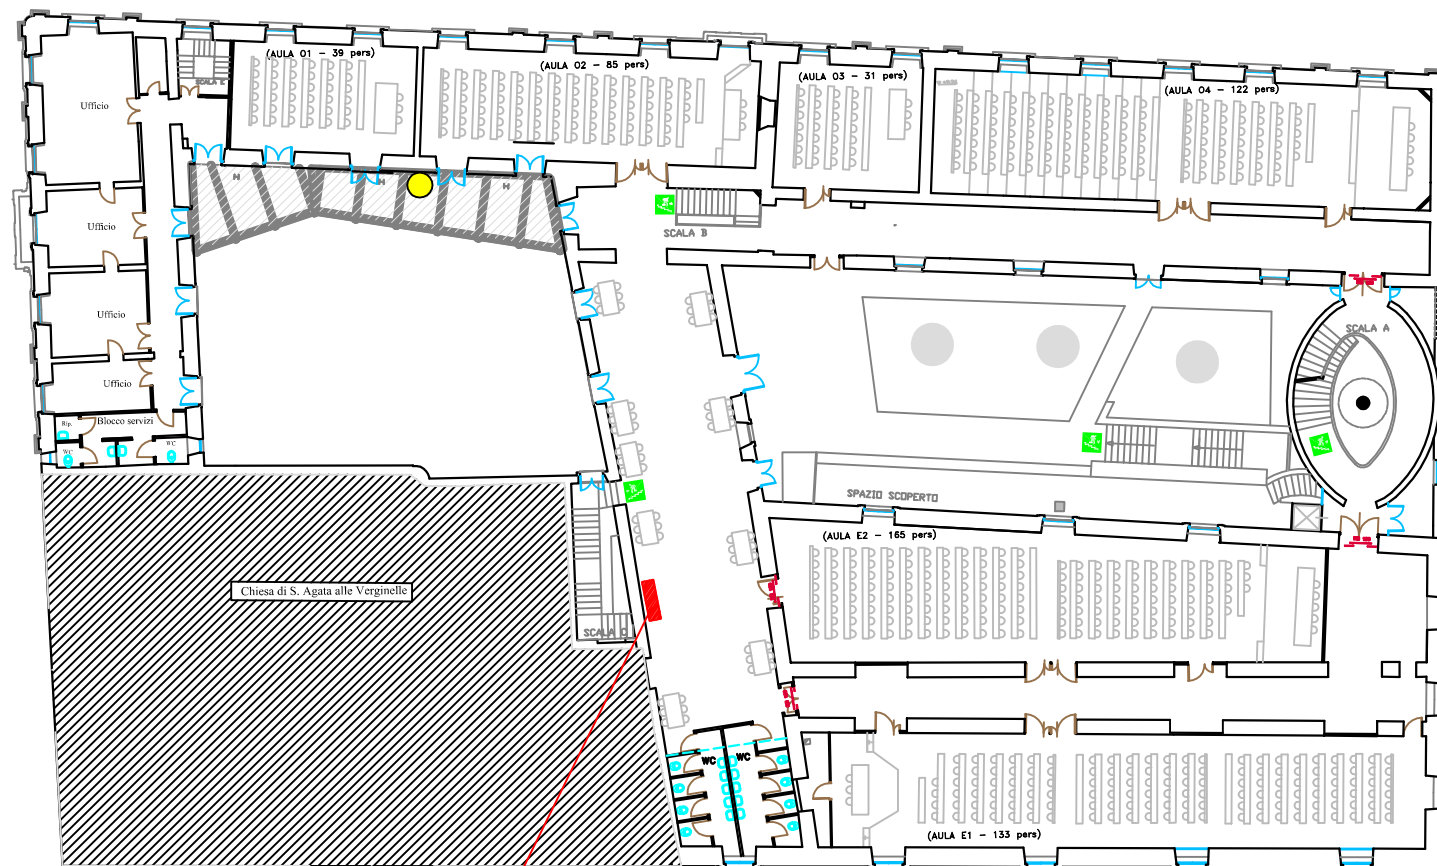 (AULA 01 - 39 pers)
(AULA 02 - 85 pers)
(AULA 03 - 31 pers)
(AULA 04 - 122 pers)
SCALA E
Ufficio
H
H
H
SCALA B
Ufficio
Ufficio
SCALA A
Ufficio
Rip.
Blocco servizi
WC
WC
SPAZIO SCOPERTO
(AULA E2 - 165 pers)
Chiesa di S. Agata alle Verginelle
SCALA
WC
WC
(AULA E1 - 133 pers)